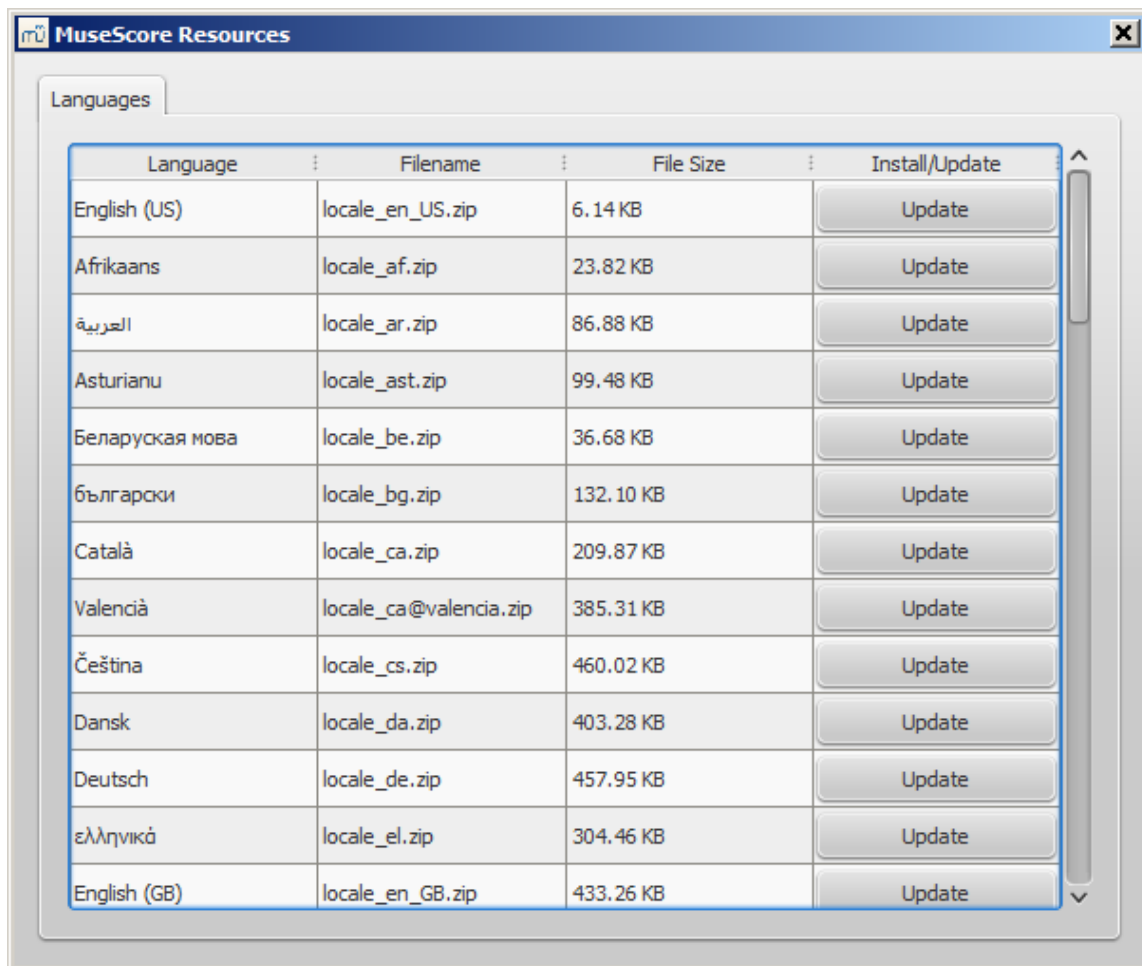 MuseScore Resources
Languages
Language Filename File Size Install/Update
English (US) locale_en_US.zip 6.14 KB Update
Afrikaans locale_af.zip 23.82 KB Update
العربية locale_ar.zip 86.88 KB Update
Asturianu locale_ast.zip 99.48 KB Update
Беларуская мова locale_be.zip 36.68 KB Update
български locale_bg.zip 132.10 KB Update
Català locale_ca.zip 209.87 KB Update
Valencià locale_ca@valencia.zip 385.31 KB Update
Čeština locale_cs.zip 460.02 KB Update
Dansk locale_da.zip 403.28 KB Update
Deutsch locale_de.zip 457.95 KB Update
ελληνικά locale_el.zip 304.46 KB Update
English (GB) locale_en_GB.zip 433.26 KB Update